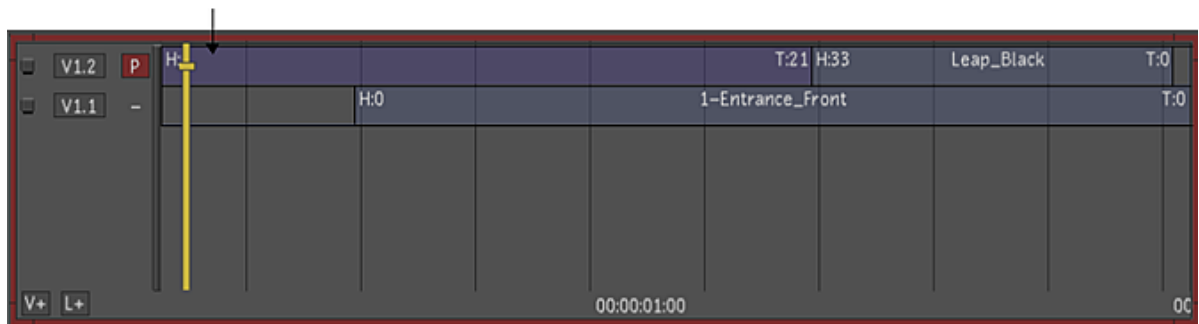 V1.2 P H: T:21 H:33 Leap_Black T:0
V1.1 – H:0 1-Entrance_Front T:0
V+ L+ 00:00:01:00 00